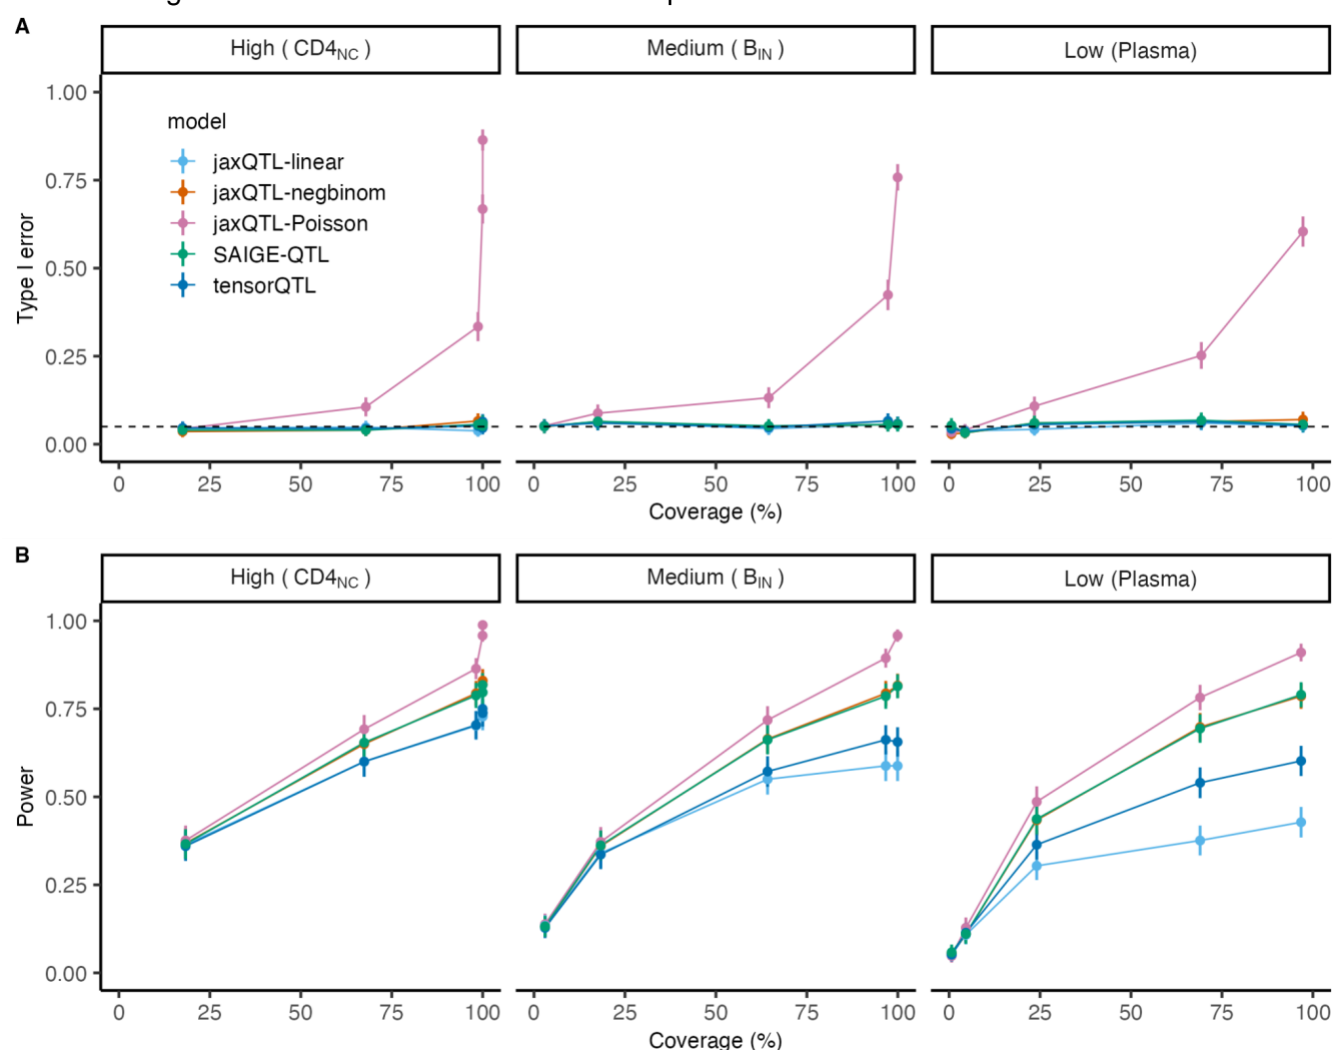 A
High ( CD4NC )
Medium ( BIN )
Low (Plasma)
1.00
0.75
0.50
0.25
0.00
Type I error
model
jaxQTL-linear
jaxQTL-negbinom
jaxQTL-Poisson
SAIGE-QTL
tensorQTL
0 25 50 75 100
0 25 50 75 100
0 25 50 75 100
Coverage (%)
B
High ( CD4NC )
Medium ( BIN )
Low (Plasma)
1.00
0.75
0.50
0.25
0.00
Power
0 25 50 75 100
0 25 50 75 100
0 25 50 75 100
Coverage (%)